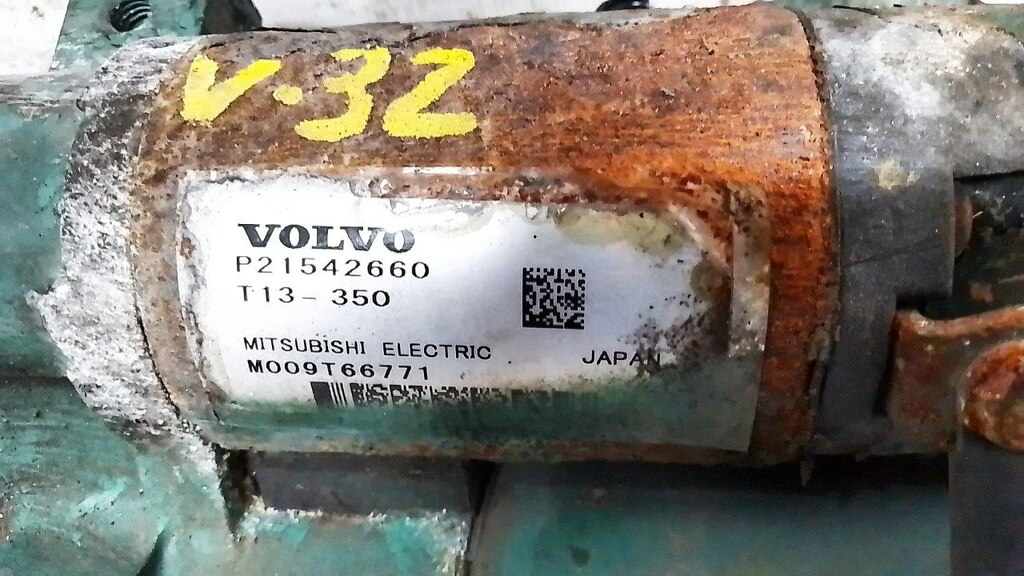 V-32
VOLVO
P21542660
T13-350
MITSUBISHI ELECTRIC JAPAN
M009T66771